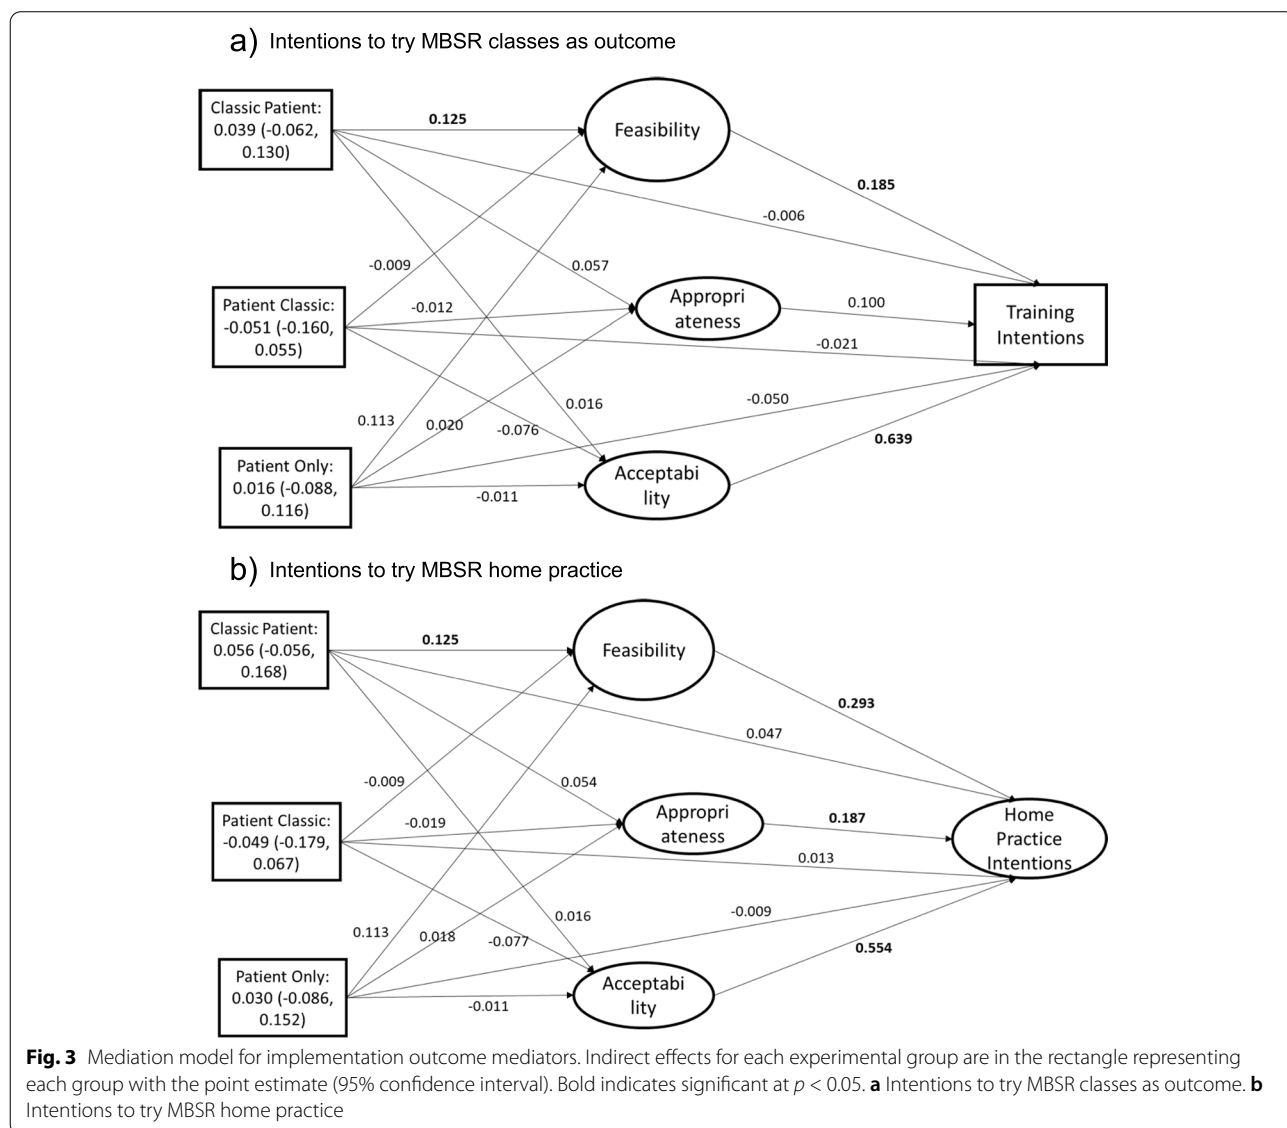 a) Intentions to try MBSR classes as outcome
Classic Patient:
0.039 (-0.062,
0.130)
0.125
Feasibility
0.185
-0.006
-0.009
0.057
Patient Classic:
-0.051 (-0.160,
0.055)
-0.012
Appropri
ateness
0.100
Training
Intentions
-0.021
0.016
-0.050
0.113
0.020
-0.076
0.639
Patient Only:
0.016 (-0.088,
0.116)
-0.011
Acceptabi
lity
b) Intentions to try MBSR home practice
Classic Patient:
0.056 (-0.056,
0.168)
0.125
Feasibility
0.293
0.047
-0.009
0.054
Patient Classic:
-0.049 (-0.179,
0.067)
-0.019
Appropri
ateness
0.187
Home
Practice
Intentions
0.013
0.016
-0.009
0.113
0.018
-0.077
0.554
Patient Only:
0.030 (-0.086,
0.152)
-0.011
Acceptabi
lity
Fig. 3 Mediation model for implementation outcome mediators. Indirect effects for each experimental group are in the rectangle representing
each group with the point estimate (95% confidence interval). Bold indicates significant at p < 0.05. a Intentions to try MBSR classes as outcome. b
Intentions to try MBSR home practice